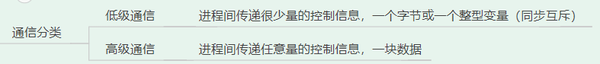 通信分类
低级通信 进程间传递很少量的控制信息，一个字节或一个整型变量（同步互斥）
高级通信 进程间传递任意量的控制信息，一块数据